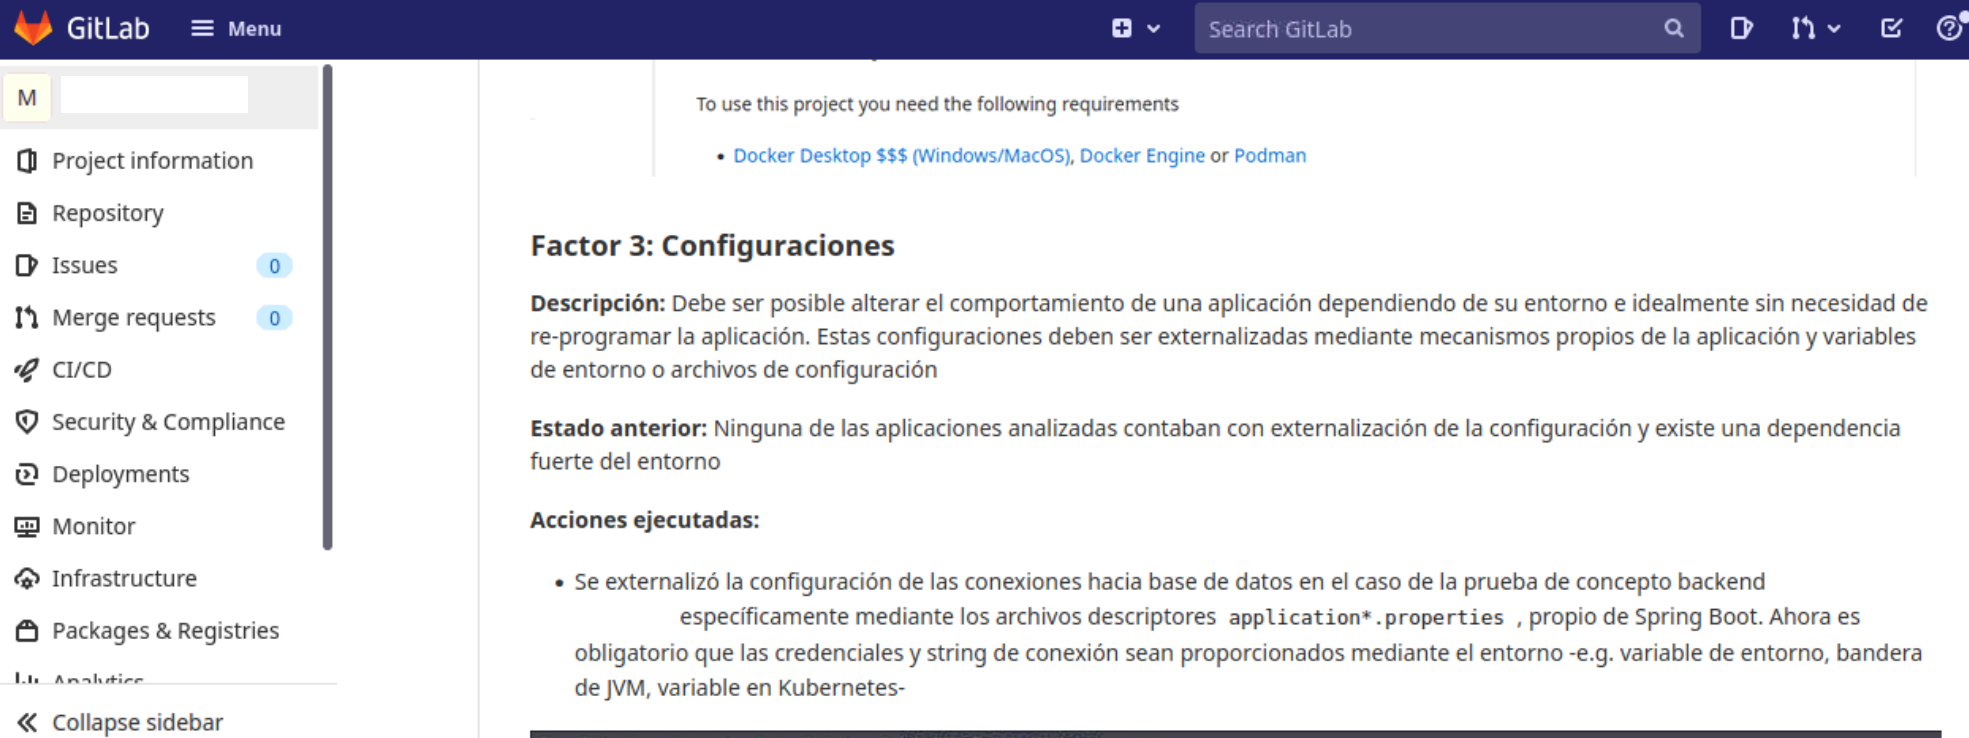 GitLab
Menu
Search GitLab
M
Project information
Repository
Issues 0
Merge requests 0
CI/CD
Security & Compliance
Deployments
Monitor
Infrastructure
Packages & Registries
Analytics
Collapse sidebar
To use this project you need the following requirements
• Docker Desktop $$$ (Windows/MacOS), Docker Engine or Podman
Factor 3: Configuraciones
Descripción: Debe ser posible alterar el comportamiento de una aplicación dependiendo de su entorno e idealmente sin necesidad de
re-programar la aplicación. Estas configuraciones deben ser externalizadas mediante mecanismos propios de la aplicación y variables
de entorno o archivos de configuración
Estado anterior: Ninguna de las aplicaciones analizadas contaban con externalización de la configuración y existe una dependencia
fuerte del entorno
Acciones ejecutadas:
• Se externalizó la configuración de las conexiones hacia base de datos en el caso de la prueba de concepto backend
específicamente mediante los archivos descriptores application*.properties , propio de Spring Boot. Ahora es
obligatorio que las credenciales y string de conexión sean proporcionados mediante el entorno -e.g. variable de entorno, bandera
de JVM, variable en Kubernetes-